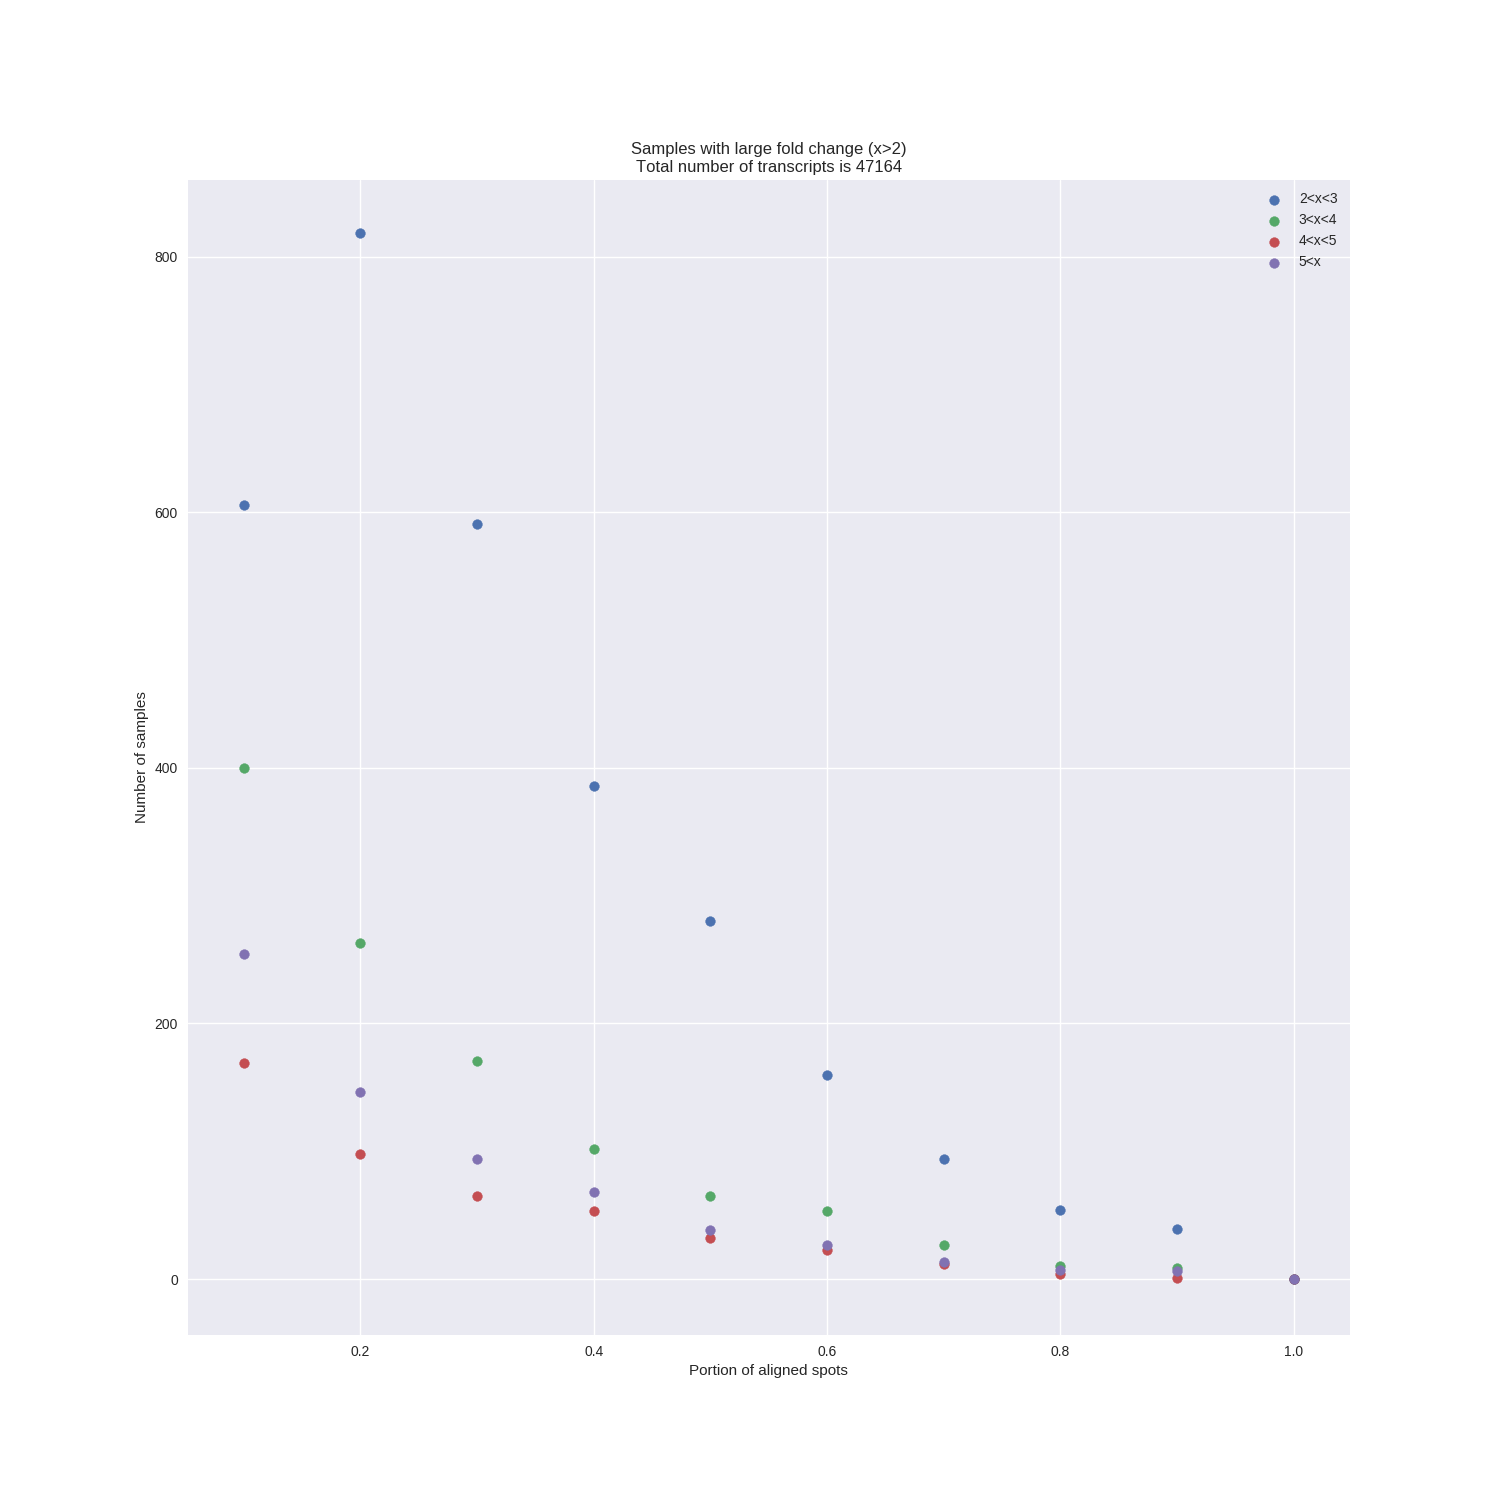 Samples with large fold change (x>2)
Total number of transcripts is 47164
2<x<3
3<x<4
4<x<5
5<x
800
600
400
200
0
Number of samples
0.2
0.4
0.6
0.8
1.0
Portion of aligned spots